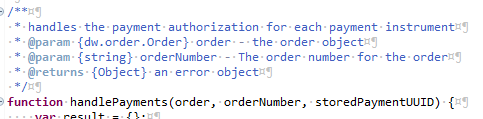 /**
 * handles the payment authorization for each payment instrument
 * @param {dw.order.Order} order - the order object
 * @param {string} orderNumber - The order number for the order
 * @returns {Object} an error object
 */
function handlePayments(order, orderNumber, storedPaymentUUID) {
    var result = {};